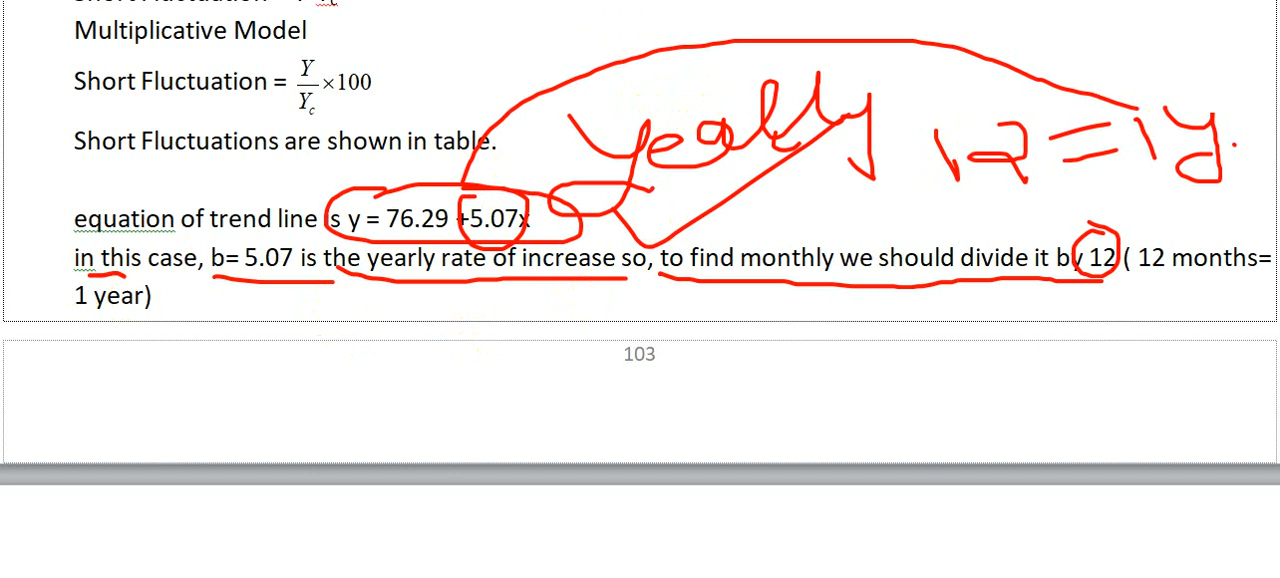 Multiplicative Model
Short Fluctuation = Y/Yc ×100
Short Fluctuations are shown in table.
yearly 12 = 1 y.
equation of trend line is y = 76.29 +5.07x
in this case, b= 5.07 is the yearly rate of increase so, to find monthly we should divide it by 12 ( 12 months=
1 year)
103